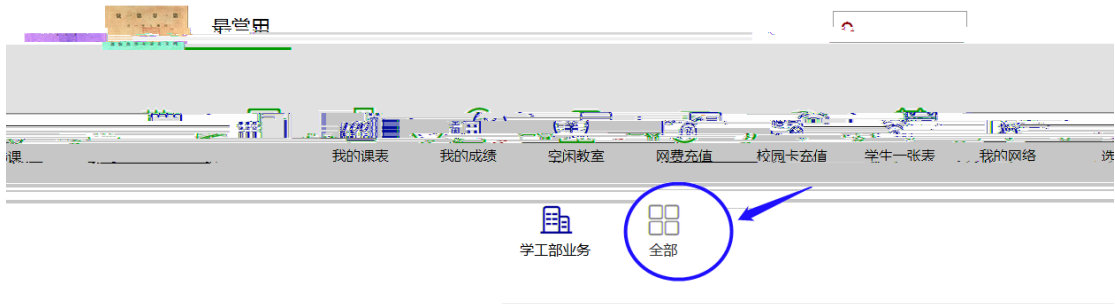 最常用
我的课表 我的成绩 空闲教室 网费充值 校园卡充值 学生一张表 我的网络 选
学工部业务 全部